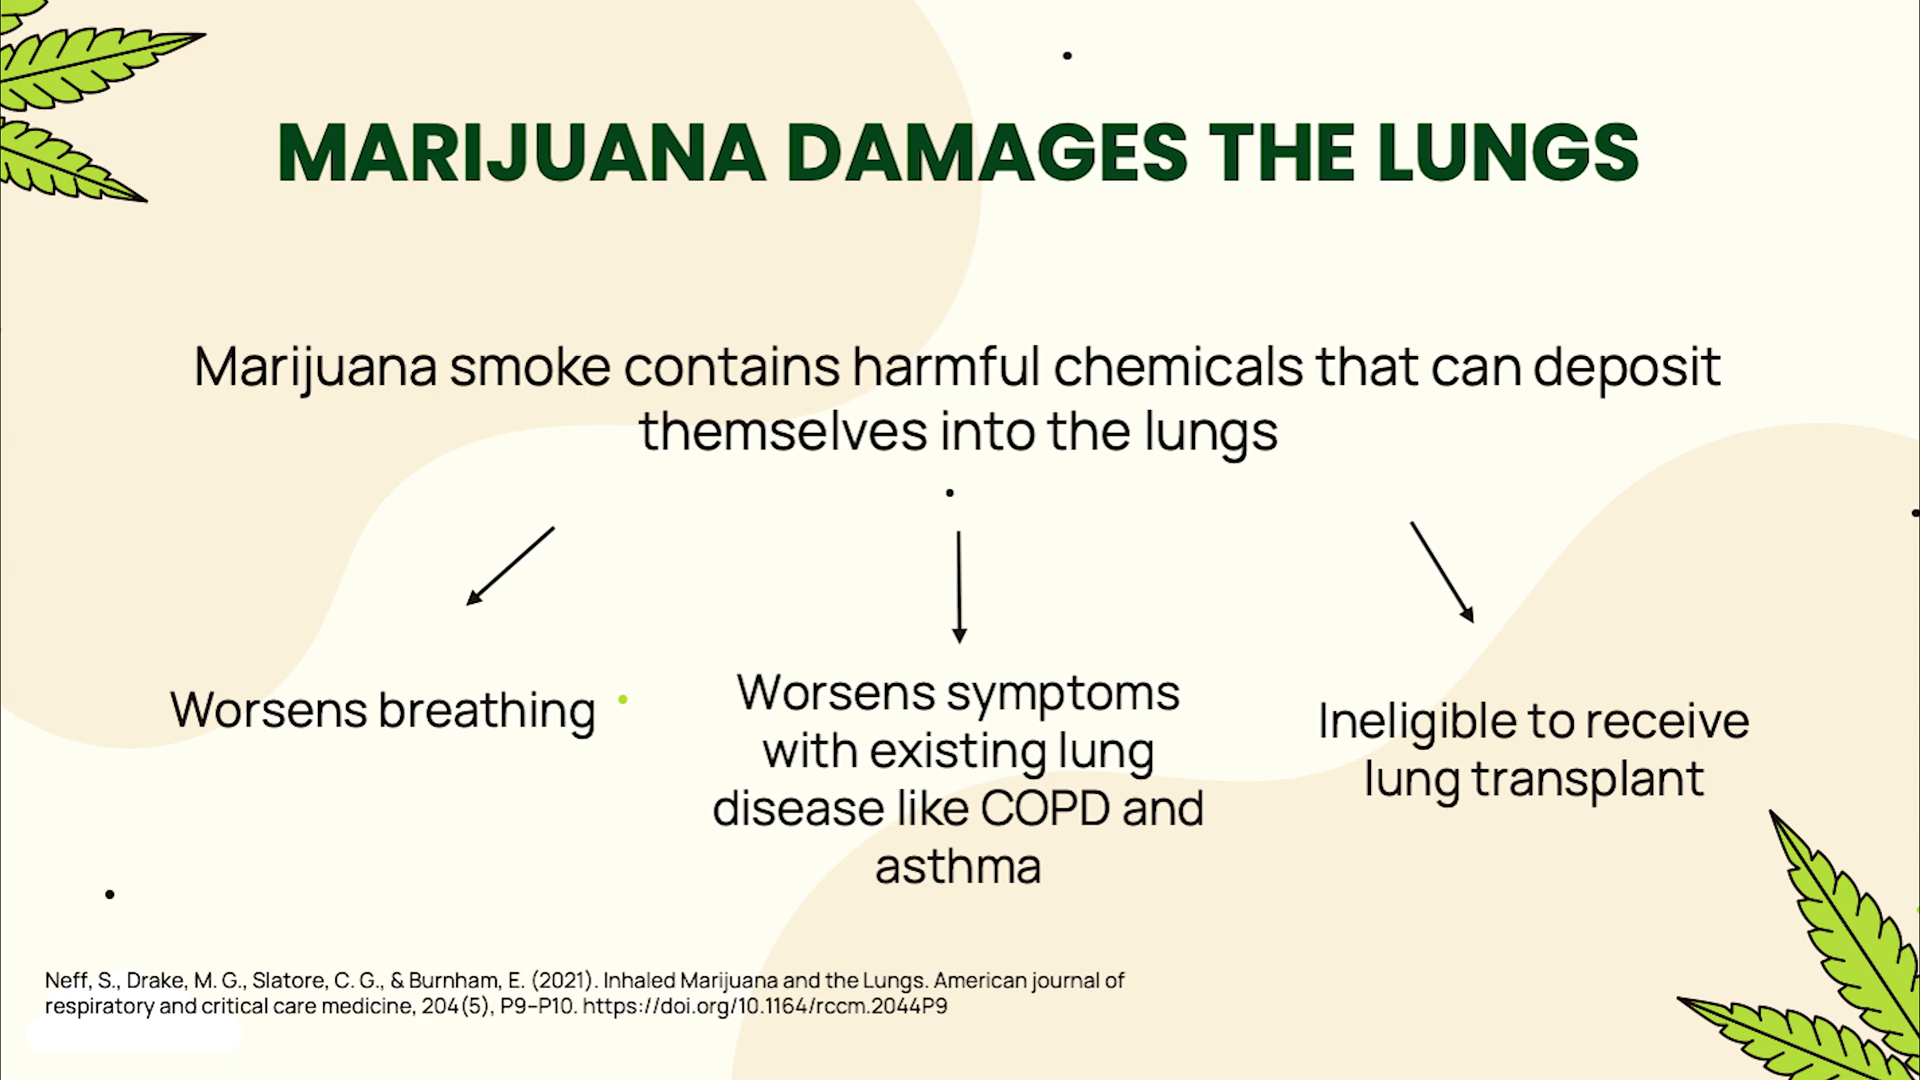 MARIJUANA DAMAGES THE LUNGS
Marijuana smoke contains harmful chemicals that can deposit
themselves into the lungs
Worsens breathing
Worsens symptoms
with existing lung
disease like COPD and
asthma
Ineligible to receive
lung transplant
Neff, S., Drake, M. G., Slatore, C. G., & Burnham, E. (2021). Inhaled Marijuana and the Lungs. American journal of
respiratory and critical care medicine, 204(5), P9–P10. https://doi.org/10.1164/rccm.2044P9